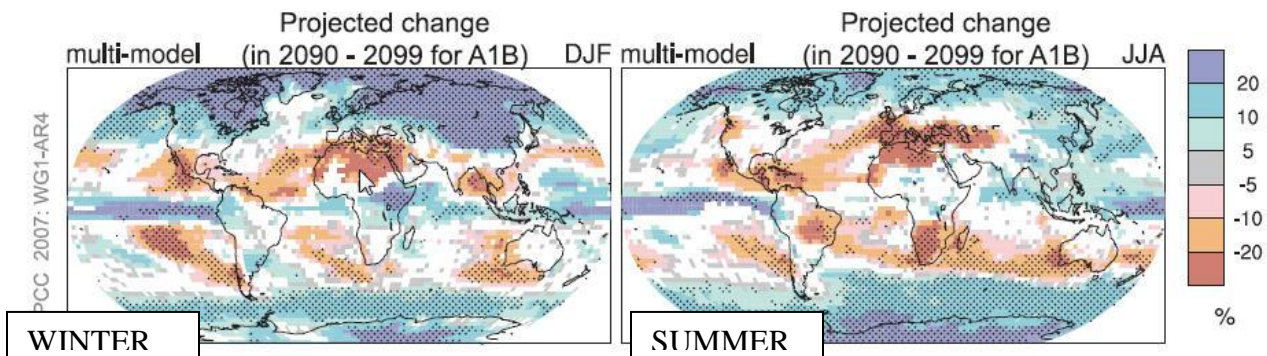 Projected change
multi-model (in 2090 - 2099 for A1B) DJF
Projected change
multi-model (in 2090 - 2099 for A1B) JJA
20
10
5
-5
-10
-20
%
PCC 2007: WG1-AR4
WINTER
SUMMER